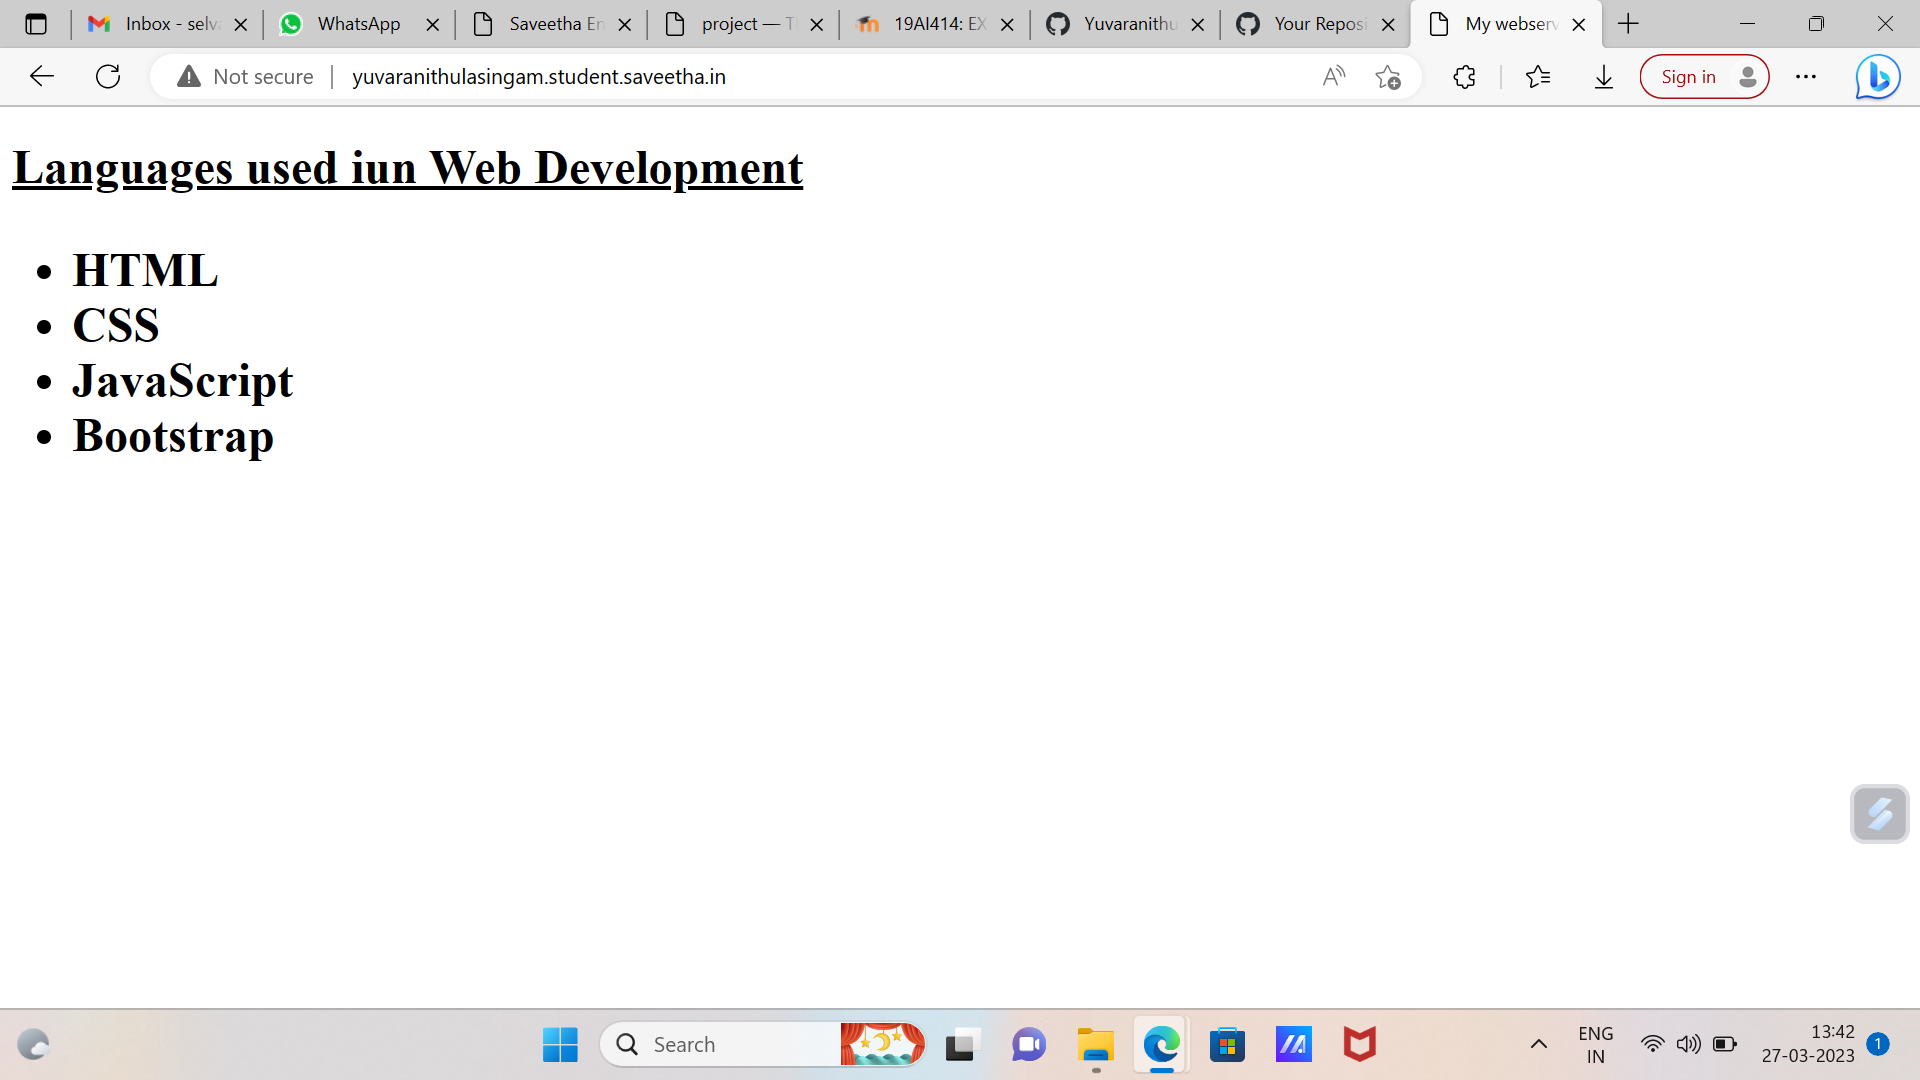 Inbox - selva
WhatsApp
Saveetha En
project — T
19AI414: EX
Yuvaranithu
Your Reposi
My webserv
Not secure
yuvaranithulasingam.student.saveetha.in
Sign in
Languages used iun Web Development
HTML
CSS
JavaScript
Bootstrap
Search
ENG
IN
13:42
27-03-2023
1